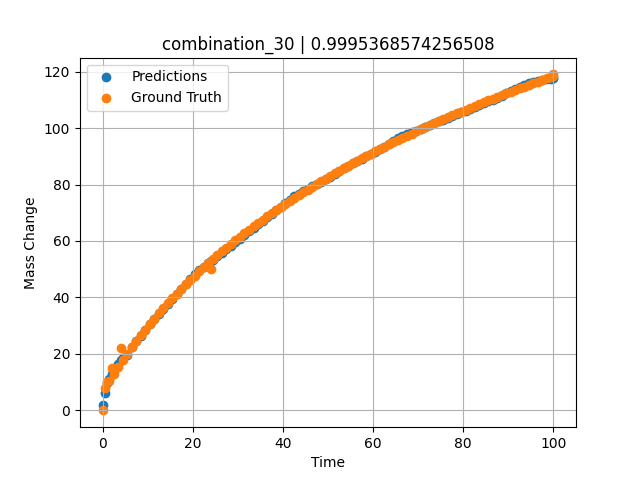 combination_30 | 0.9995368574256508
Predictions
Ground Truth
Mass Change
120
100
80
60
40
20
0
0 20 40 60 80 100
Time